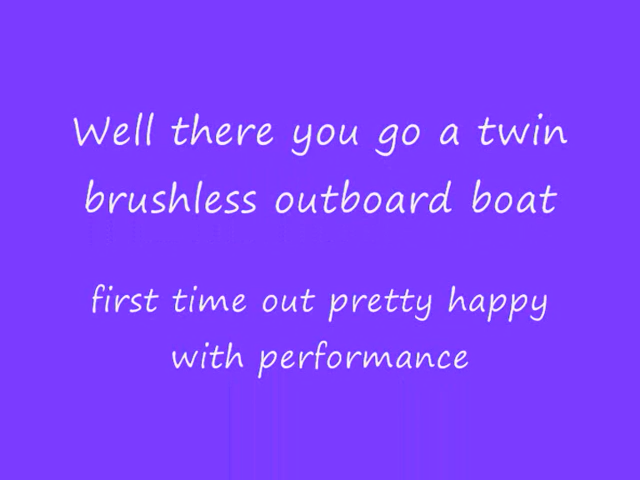 Well there you go a twin
brushless outboard boat
first time out pretty happy
with performance